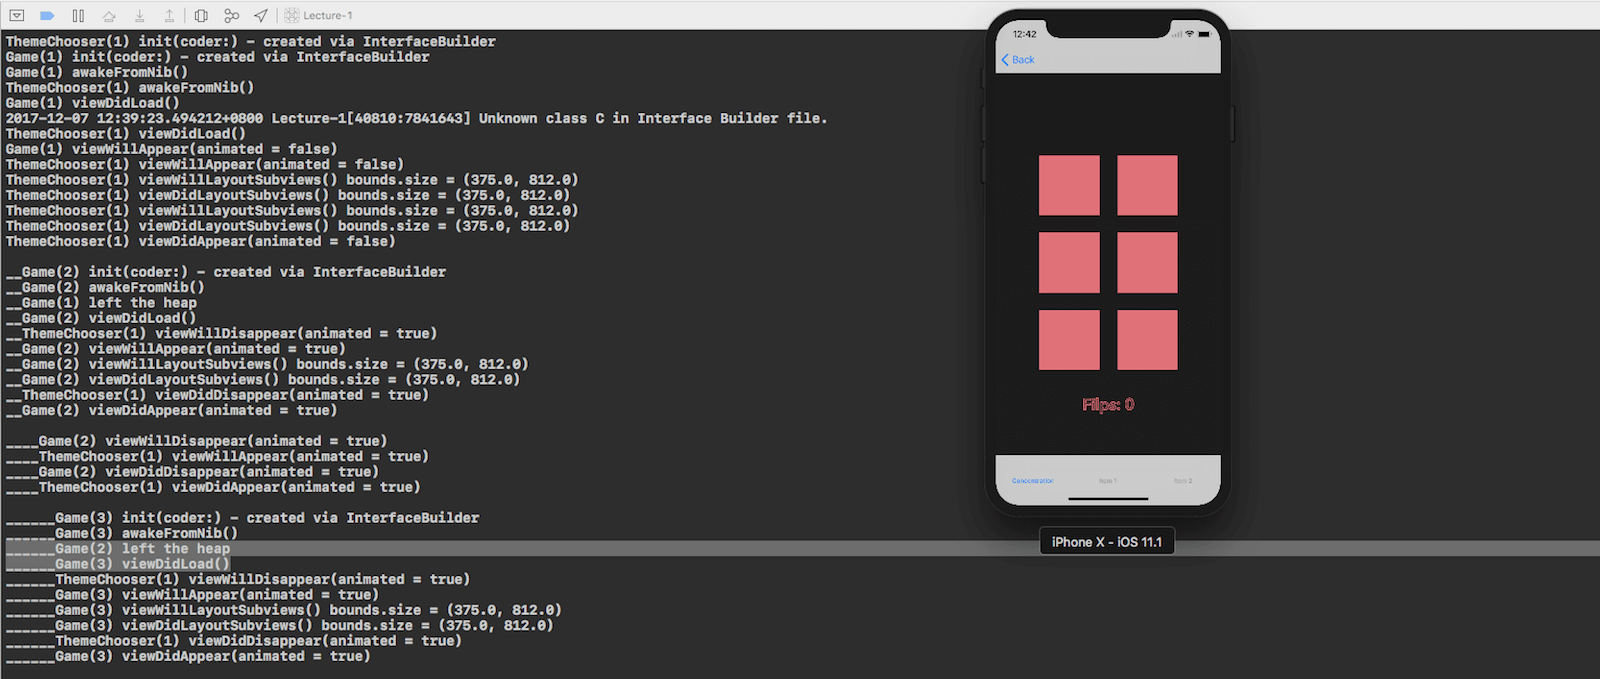 Lecture-1
ThemeChooser(1) init(coder:) - created via InterfaceBuilder
Game(1) init(coder:) - created via InterfaceBuilder
Game(1) awakeFromNib()
ThemeChooser(1) awakeFromNib()
Game(1) viewDidLoad()
2017-12-07 12:39:23.494212+0800 Lecture-1[40810:7841643] Unknown class C in Interface Builder file.
ThemeChooser(1) viewDidLoad()
Game(1) viewWillAppear(animated = false)
ThemeChooser(1) viewWillAppear(animated = false)
ThemeChooser(1) viewWillLayoutSubviews() bounds.size = (375.0, 812.0)
ThemeChooser(1) viewDidLayoutSubviews() bounds.size = (375.0, 812.0)
ThemeChooser(1) viewWillLayoutSubviews() bounds.size = (375.0, 812.0)
ThemeChooser(1) viewDidLayoutSubviews() bounds.size = (375.0, 812.0)
ThemeChooser(1) viewDidAppear(animated = false)
__Game(2) init(coder:) - created via InterfaceBuilder
__Game(2) awakeFromNib()
__Game(1) left the heap
__Game(2) viewDidLoad()
__ThemeChooser(1) viewWillDisappear(animated = true)
__Game(2) viewWillAppear(animated = true)
__Game(2) viewWillLayoutSubviews() bounds.size = (375.0, 812.0)
__Game(2) viewDidLayoutSubviews() bounds.size = (375.0, 812.0)
__ThemeChooser(1) viewDidDisappear(animated = true)
__Game(2) viewDidAppear(animated = true)
____Game(2) viewWillDisappear(animated = true)
____ThemeChooser(1) viewWillAppear(animated = true)
____Game(2) viewDidDisappear(animated = true)
____ThemeChooser(1) viewDidAppear(animated = true)
______Game(3) init(coder:) - created via InterfaceBuilder
______Game(3) awakeFromNib()
______Game(2) left the heap
______Game(3) viewDidLoad()
______ThemeChooser(1) viewWillDisappear(animated = true)
______Game(3) viewWillAppear(animated = true)
______Game(3) viewWillLayoutSubviews() bounds.size = (375.0, 812.0)
______Game(3) viewDidLayoutSubviews() bounds.size = (375.0, 812.0)
______ThemeChooser(1) viewDidDisappear(animated = true)
______Game(3) viewDidAppear(animated = true)
12:42
Back
Flips: 0
Concentration
Item 1
Item 2
iPhone X - iOS 11.1